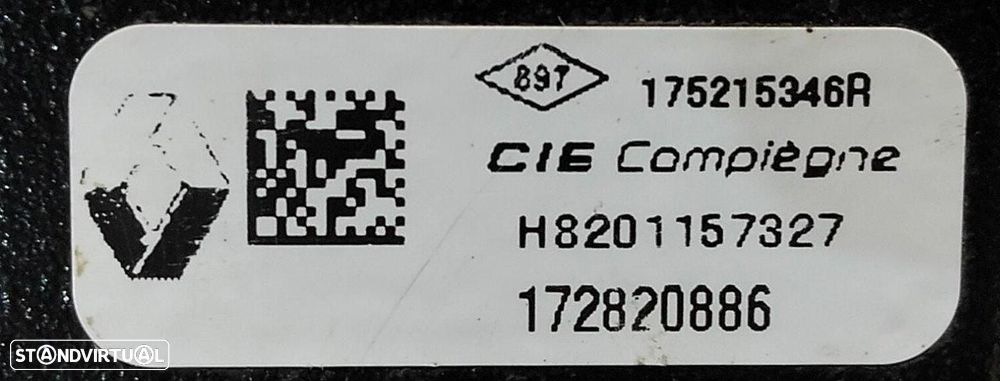 897
175215346R
CIE Compiègne
H8201157327
172820886
STANDVIRTUAL